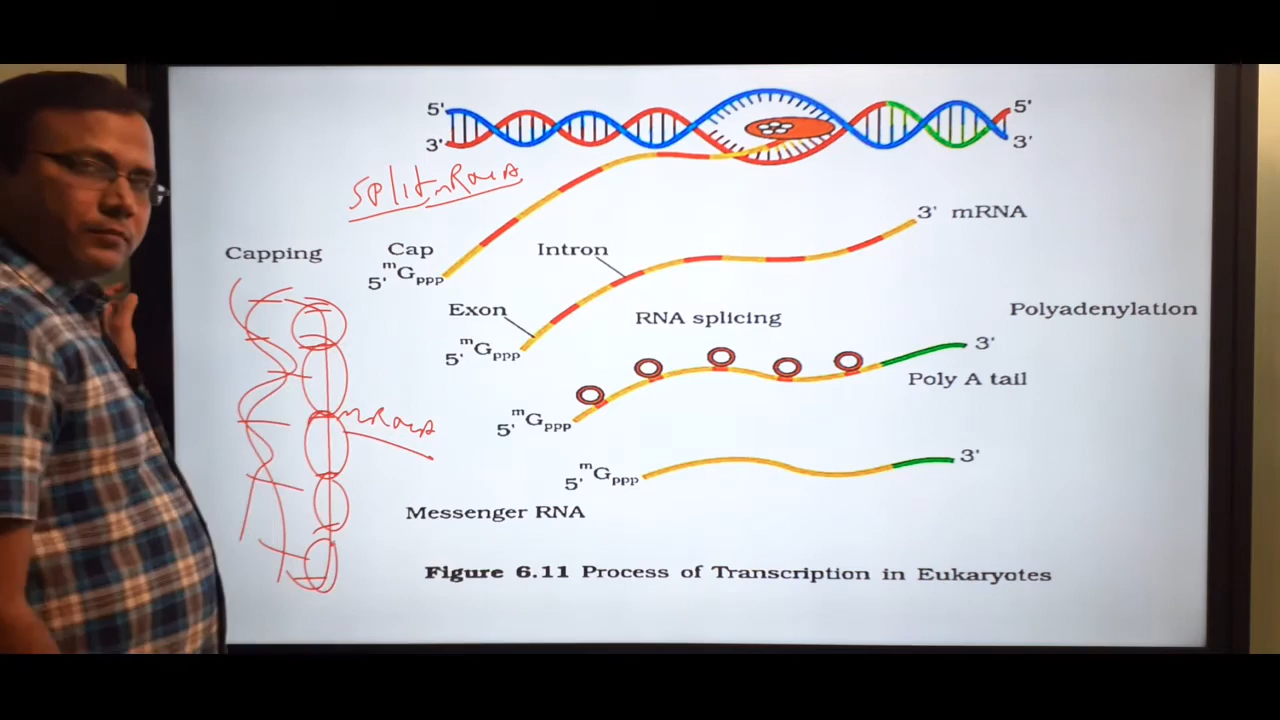 5' 5'
3' 3'
Split mRNA
3' mRNA
Capping Cap Intron
5' mGppp
Exon RNA splicing Polyadenylation
5' mGppp
3'
Poly A tail
mRNA
5' mGppp
3'
5' mGppp
Messenger RNA
Figure 6.11 Process of Transcription in Eukaryotes